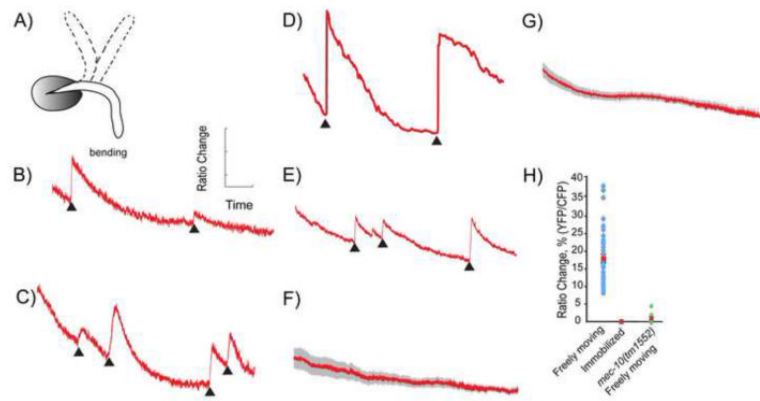 A)
bending
B)
Ratio Change
Time
C)
D)
E)
F)
G)
H)
Ratio Change, % (YFP/CFP)
40
35
30
25
20
15
10
5
0
Freely moving
Immobilized
mec-10(tm1552)
Freely moving